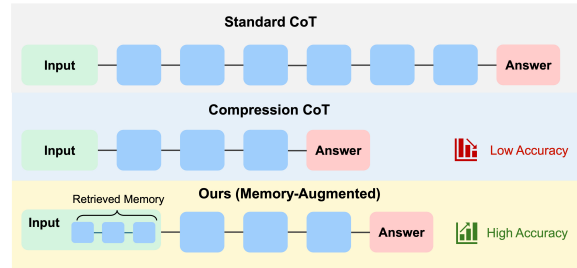 Standard CoT
Input
Answer
Compression CoT
Input
Answer
Low Accuracy
Ours (Memory-Augmented)
Retrieved Memory
Input
Answer
High Accuracy